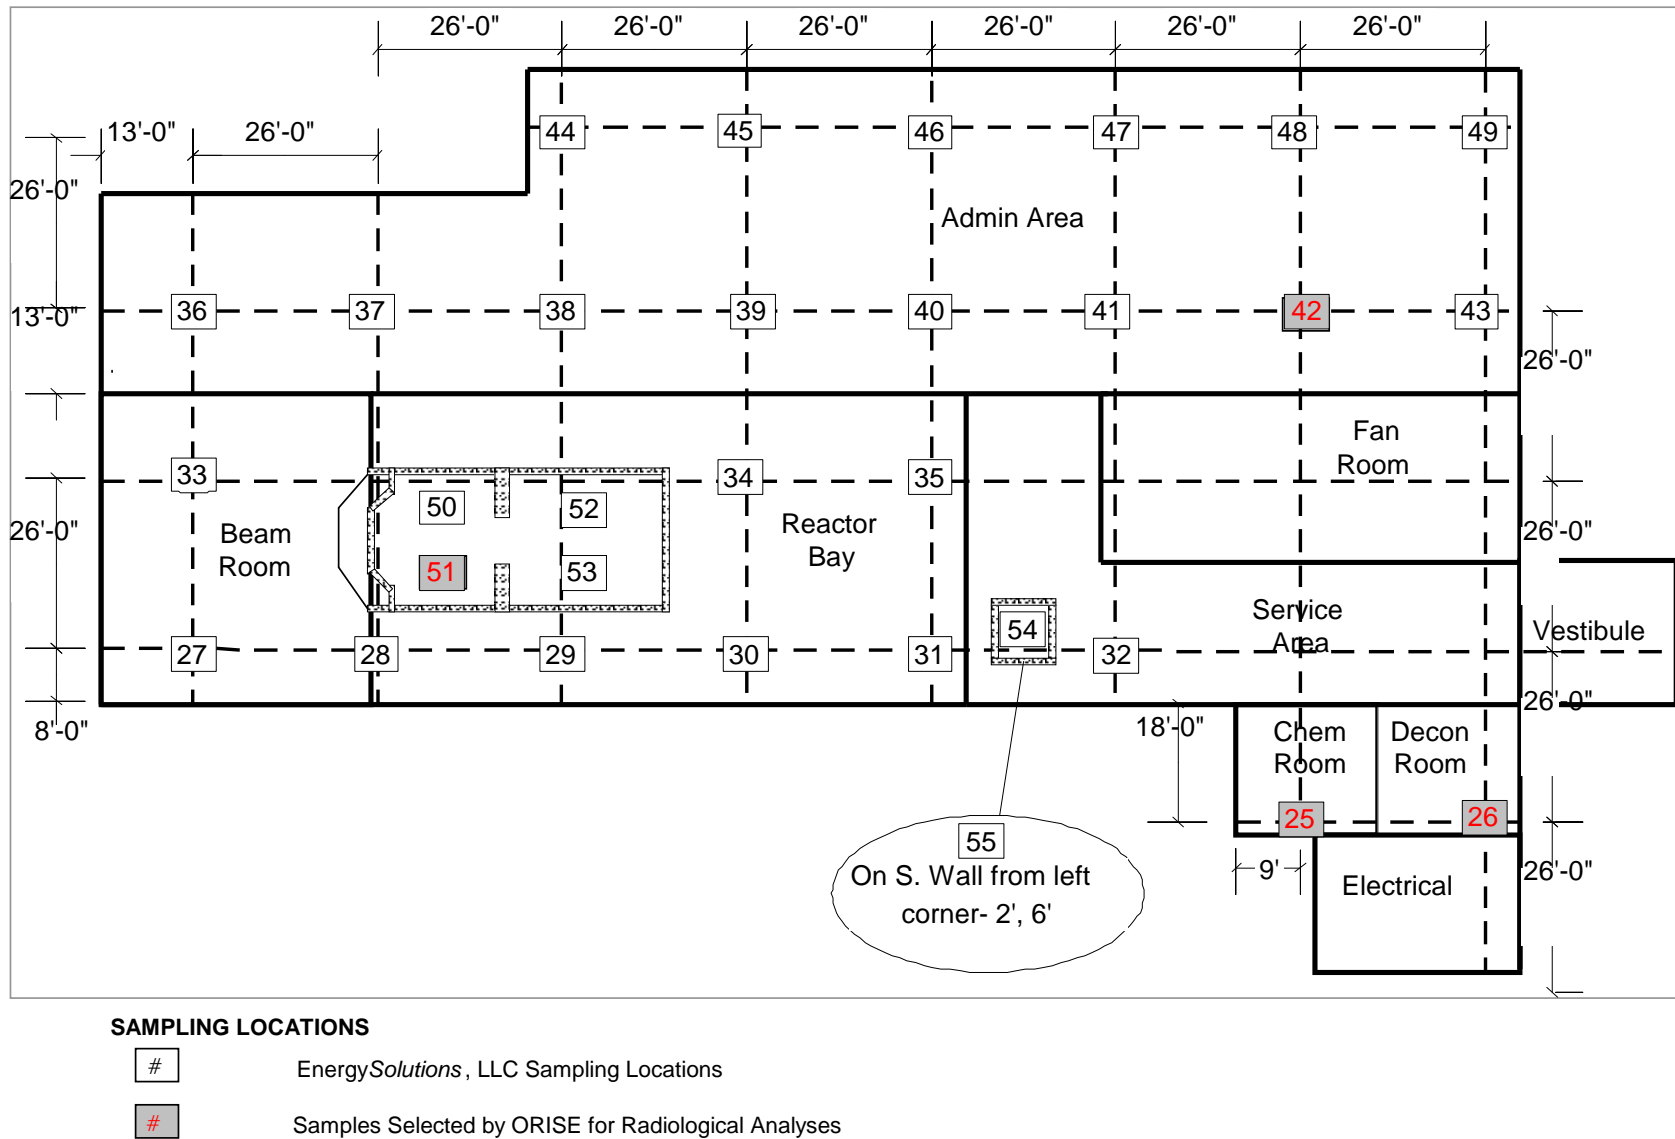 26'-0" 26'-0" 26'-0" 26'-0" 26'-0" 26'-0"
13'-0" 26'-0"
44 45 46 47 48 49
26'-0"
Admin Area
13'-0"
36 37 38 39 40 41 42 43
26'-0"
Fan
Room
33 34 35
50 52
26'-0"
Beam
Room
Reactor
Bay
26'-0"
51 53
Service
Area
54
Vestibule
27 28 29 30 31 32
26'-0"
8'-0"
18'-0"
Chem
Room
Decon
Room
25 26
55
On S. Wall from left
corner- 2', 6'
9'
26'-0"
Electrical
SAMPLING LOCATIONS
# EnergySolutions, LLC Sampling Locations
# Samples Selected by ORISE for Radiological Analyses